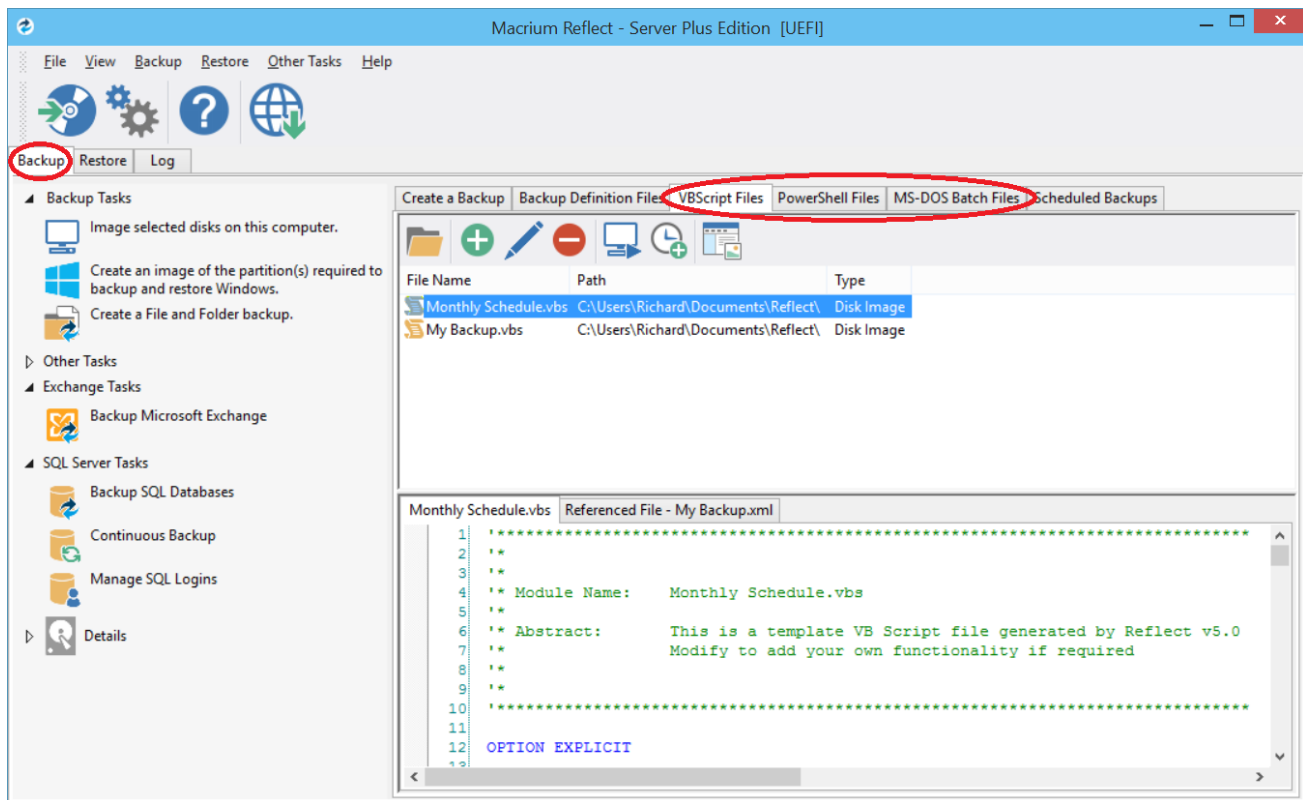 Macrium Reflect - Server Plus Edition [UEFI]
File View Backup Restore Other Tasks Help
Backup Restore Log
Backup Tasks
Image selected disks on this computer.
Create an image of the partition(s) required to
backup and restore Windows.
Create a File and Folder backup.
Other Tasks
Exchange Tasks
Backup Microsoft Exchange
SQL Server Tasks
Backup SQL Databases
Continuous Backup
Manage SQL Logins
Details
Create a Backup Backup Definition Files VBScript Files PowerShell Files MS-DOS Batch Files Scheduled Backups
File Name Path Type
Monthly Schedule.vbs C:\Users\Richard\Documents\Reflect\ Disk Image
My Backup.vbs C:\Users\Richard\Documents\Reflect\ Disk Image
Monthly Schedule.vbs Referenced File - My Backup.xml
1 '******************************************************************************
2 '*
3 '*
4 '* Module Name: Monthly Schedule.vbs
5 '*
6 '* Abstract: This is a template VB Script file generated by Reflect v5.0
7 '* Modify to add your own functionality if required
8 '*
9 '*
10 '******************************************************************************
11
12 OPTION EXPLICIT
13